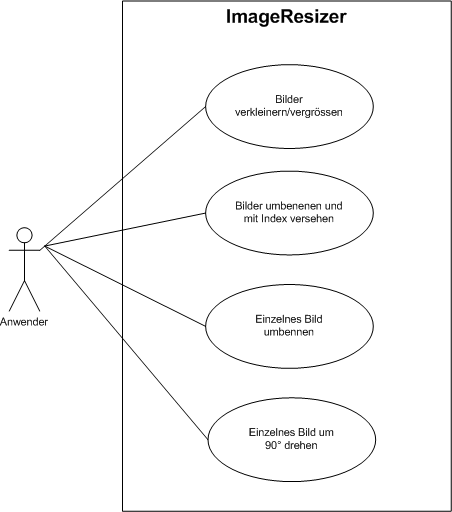 ImageResizer
Bilder
verkleinern/vergrössen
Bilder umbenenen und
mit Index versehen
Anwender
Einzelnes Bild
umbennen
Einzelnes Bild um
90° drehen